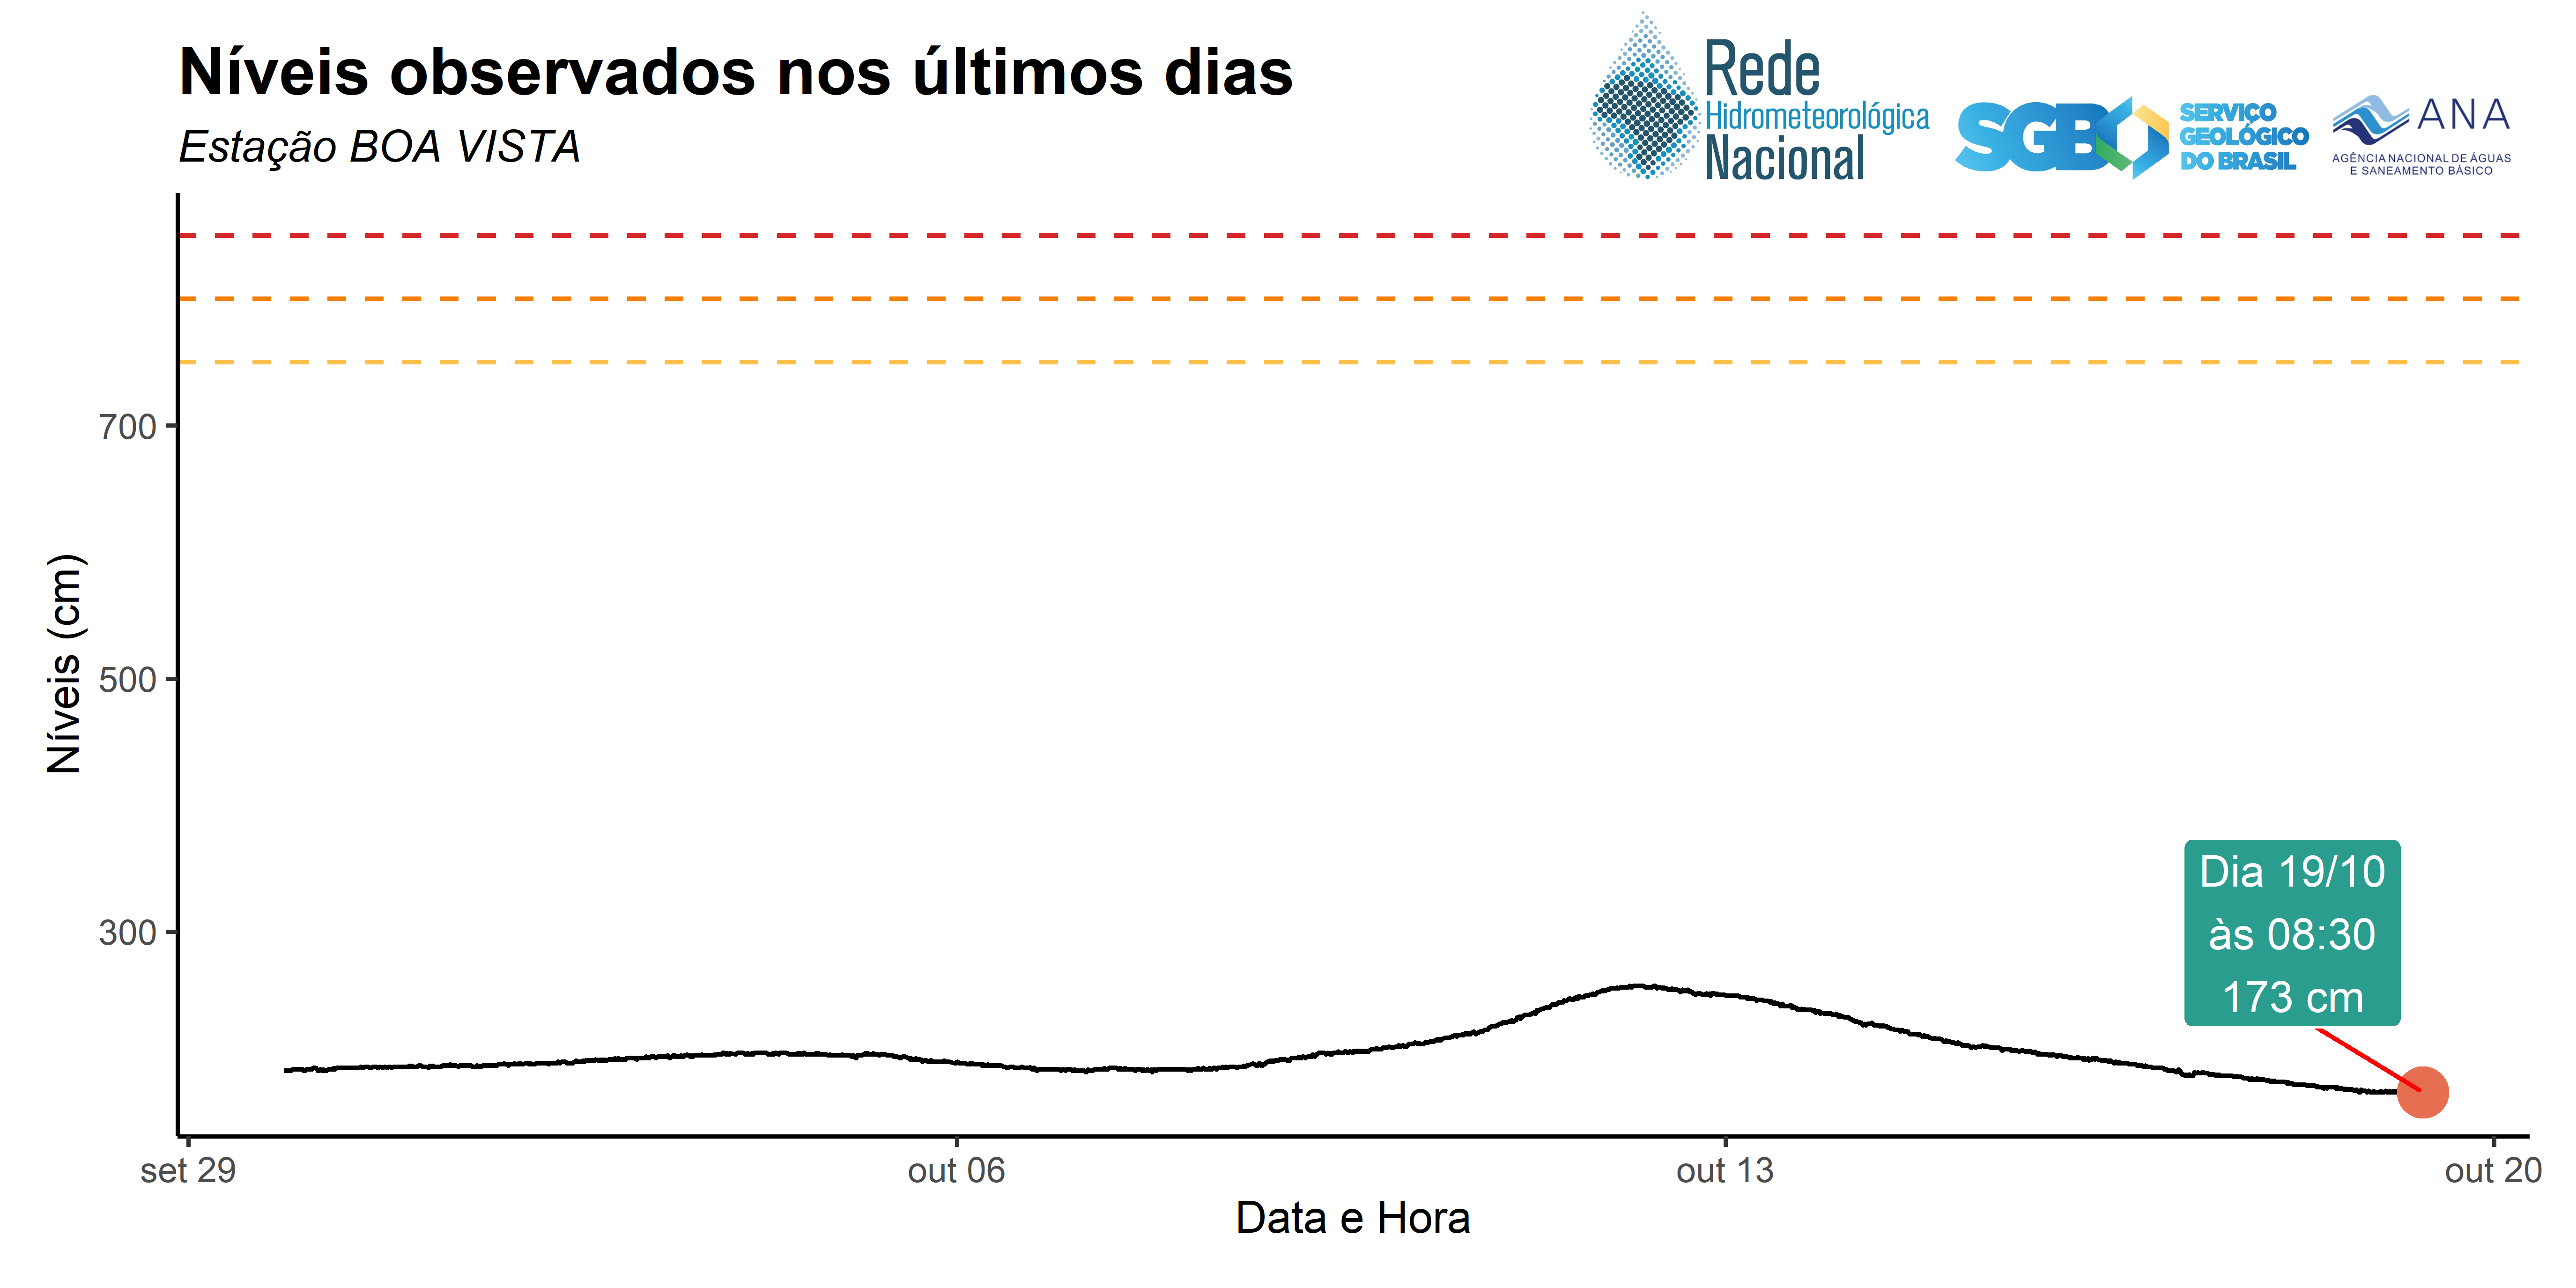 Níveis observados nos últimos dias
Estação BOA VISTA
Rede
Hidrometeorológica
Nacional
SGB
SERVIÇO
GEOLÓGICO
DO BRASIL
ANA
AGÊNCIA NACIONAL DE ÁGUAS
E SANEAMENTO BÁSICO
Níveis (cm)
700
500
300
Dia 19/10
às 08:30
173 cm
set 29
out 06
out 13
out 20
Data e Hora